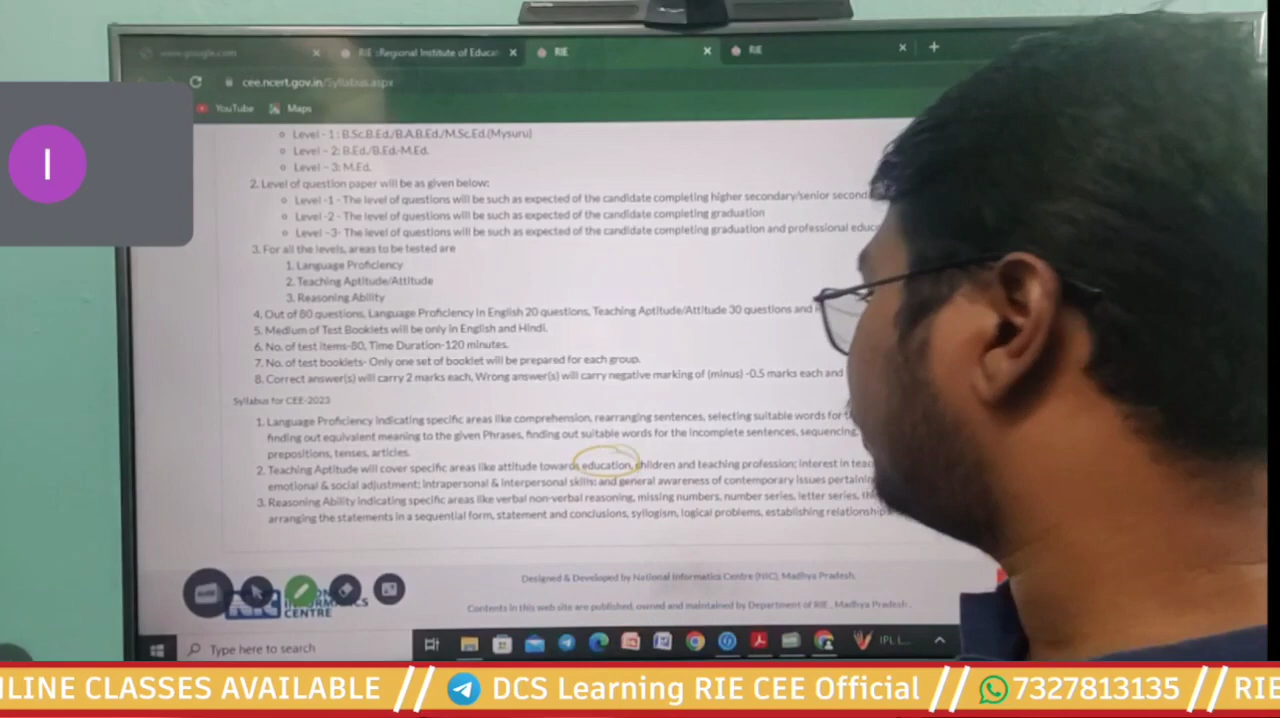 www.google.com
RIE ::Regional Institute of Educat
RIE
RIE
cee.ncert.gov.in/Syllabus.aspx
YouTube
Maps
I
Level - 1 : B.Sc.B.Ed./B.A.B.Ed./M.Sc.Ed.(Mysuru)
Level - 2: B.Ed./B.Ed.-M.Ed.
Level - 3: M.Ed.
2. Level of question paper will be as given below:
Level -1 - The level of questions will be such as expected of the candidate completing higher secondary/senior second
Level -2 - The level of questions will be such as expected of the candidate completing graduation
Level -3- The level of questions will be such as expected of the candidate completing graduation and professional educ
3. For all the levels, areas to be tested are
1. Language Proficiency
2. Teaching Aptitude/Attitude
3. Reasoning Ability
4. Out of 80 questions, Language Proficiency in English 20 questions, Teaching Aptitude/Attitude 30 questions and
5. Medium of Test Booklets will be only in English and Hindi.
6. No. of test items-80, Time Duration-120 minutes.
7. No. of test booklets- Only one set of booklet will be prepared for each group.
8. Correct answer(s) will carry 2 marks each, Wrong answer(s) will carry negative marking of (minus) -0.5 marks each and
Syllabus for CEE-2023
1. Language Proficiency indicating specific areas like comprehension, rearranging sentences, selecting suitable words for
finding out equivalent meaning to the given Phrases, finding out suitable words for the incomplete sentences, sequencing,
prepositions, tenses, articles.
2. Teaching Aptitude will cover specific areas like attitude towards education, children and teaching profession; interest in teac
emotional & social adjustment; intrapersonal & interpersonal skills; and general awareness of contemporary issues pertainin
3. Reasoning Ability indicating specific areas like verbal non-verbal reasoning, missing numbers, number series, letter series,
arranging the statements in a sequential form, statement and conclusions, syllogism, logical problems, establishing relationship
Designed & Developed by National Informatics Centre (NIC), Madhya Pradesh
Contents in this web site are published, owned and maintained by Department of RIE, Madhya Pradesh.
CENTRE
Type here to search
IPL
NLINE CLASSES AVAILABLE // DCS Learning RIE CEE Official // 7327813135 // RIE